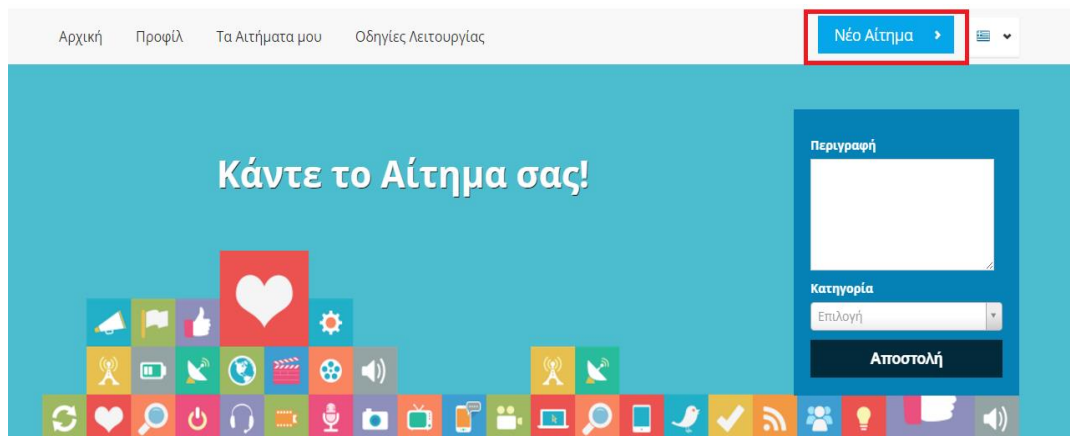 Αρχική Προφίλ Τα Αιτήματα μου Οδηγίες Λειτουργίας Νέο Αίτημα
Κάντε το Αίτημα σας!
Περιγραφή
Κατηγορία
Επιλογή
Αποστολή